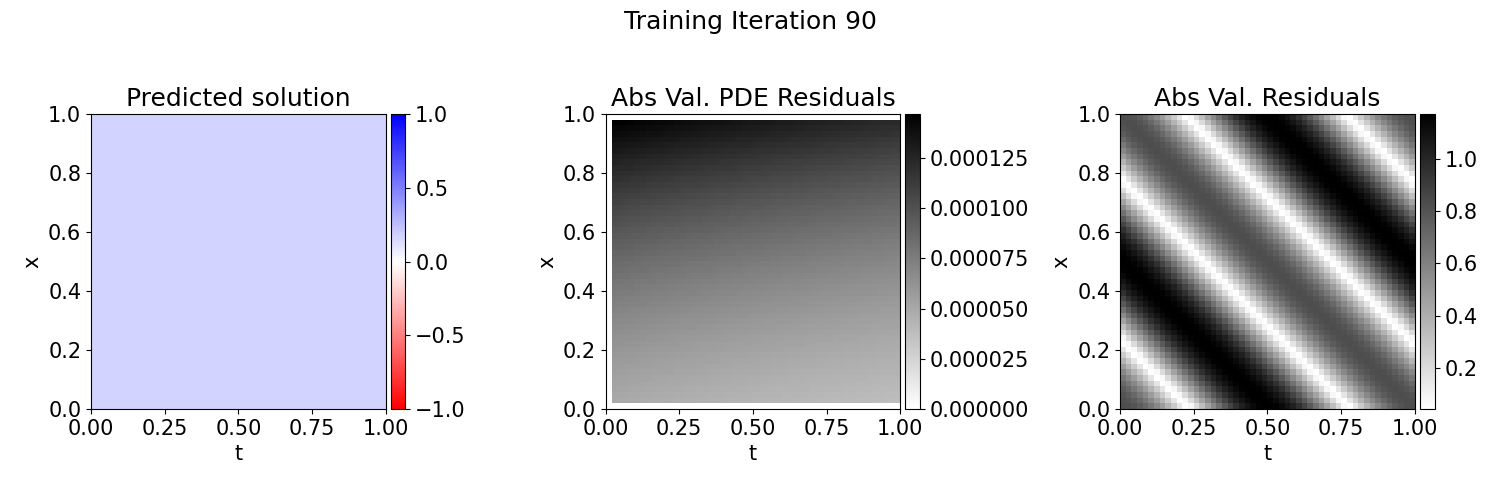 Training Iteration 90
Predicted solution
1.0
0.8
0.6
0.4
0.2
0.0
x
0.00 0.25 0.50 0.75 1.00
t
1.0
0.5
0.0
−0.5
−1.0
Abs Val. PDE Residuals
1.0
0.8
0.6
0.4
0.2
0.0
x
0.00 0.25 0.50 0.75 1.00
t
0.000125
0.000100
0.000075
0.000050
0.000025
0.000000
Abs Val. Residuals
1.0
0.8
0.6
0.4
0.2
0.0
x
0.00 0.25 0.50 0.75 1.00
t
1.0
0.8
0.6
0.4
0.2